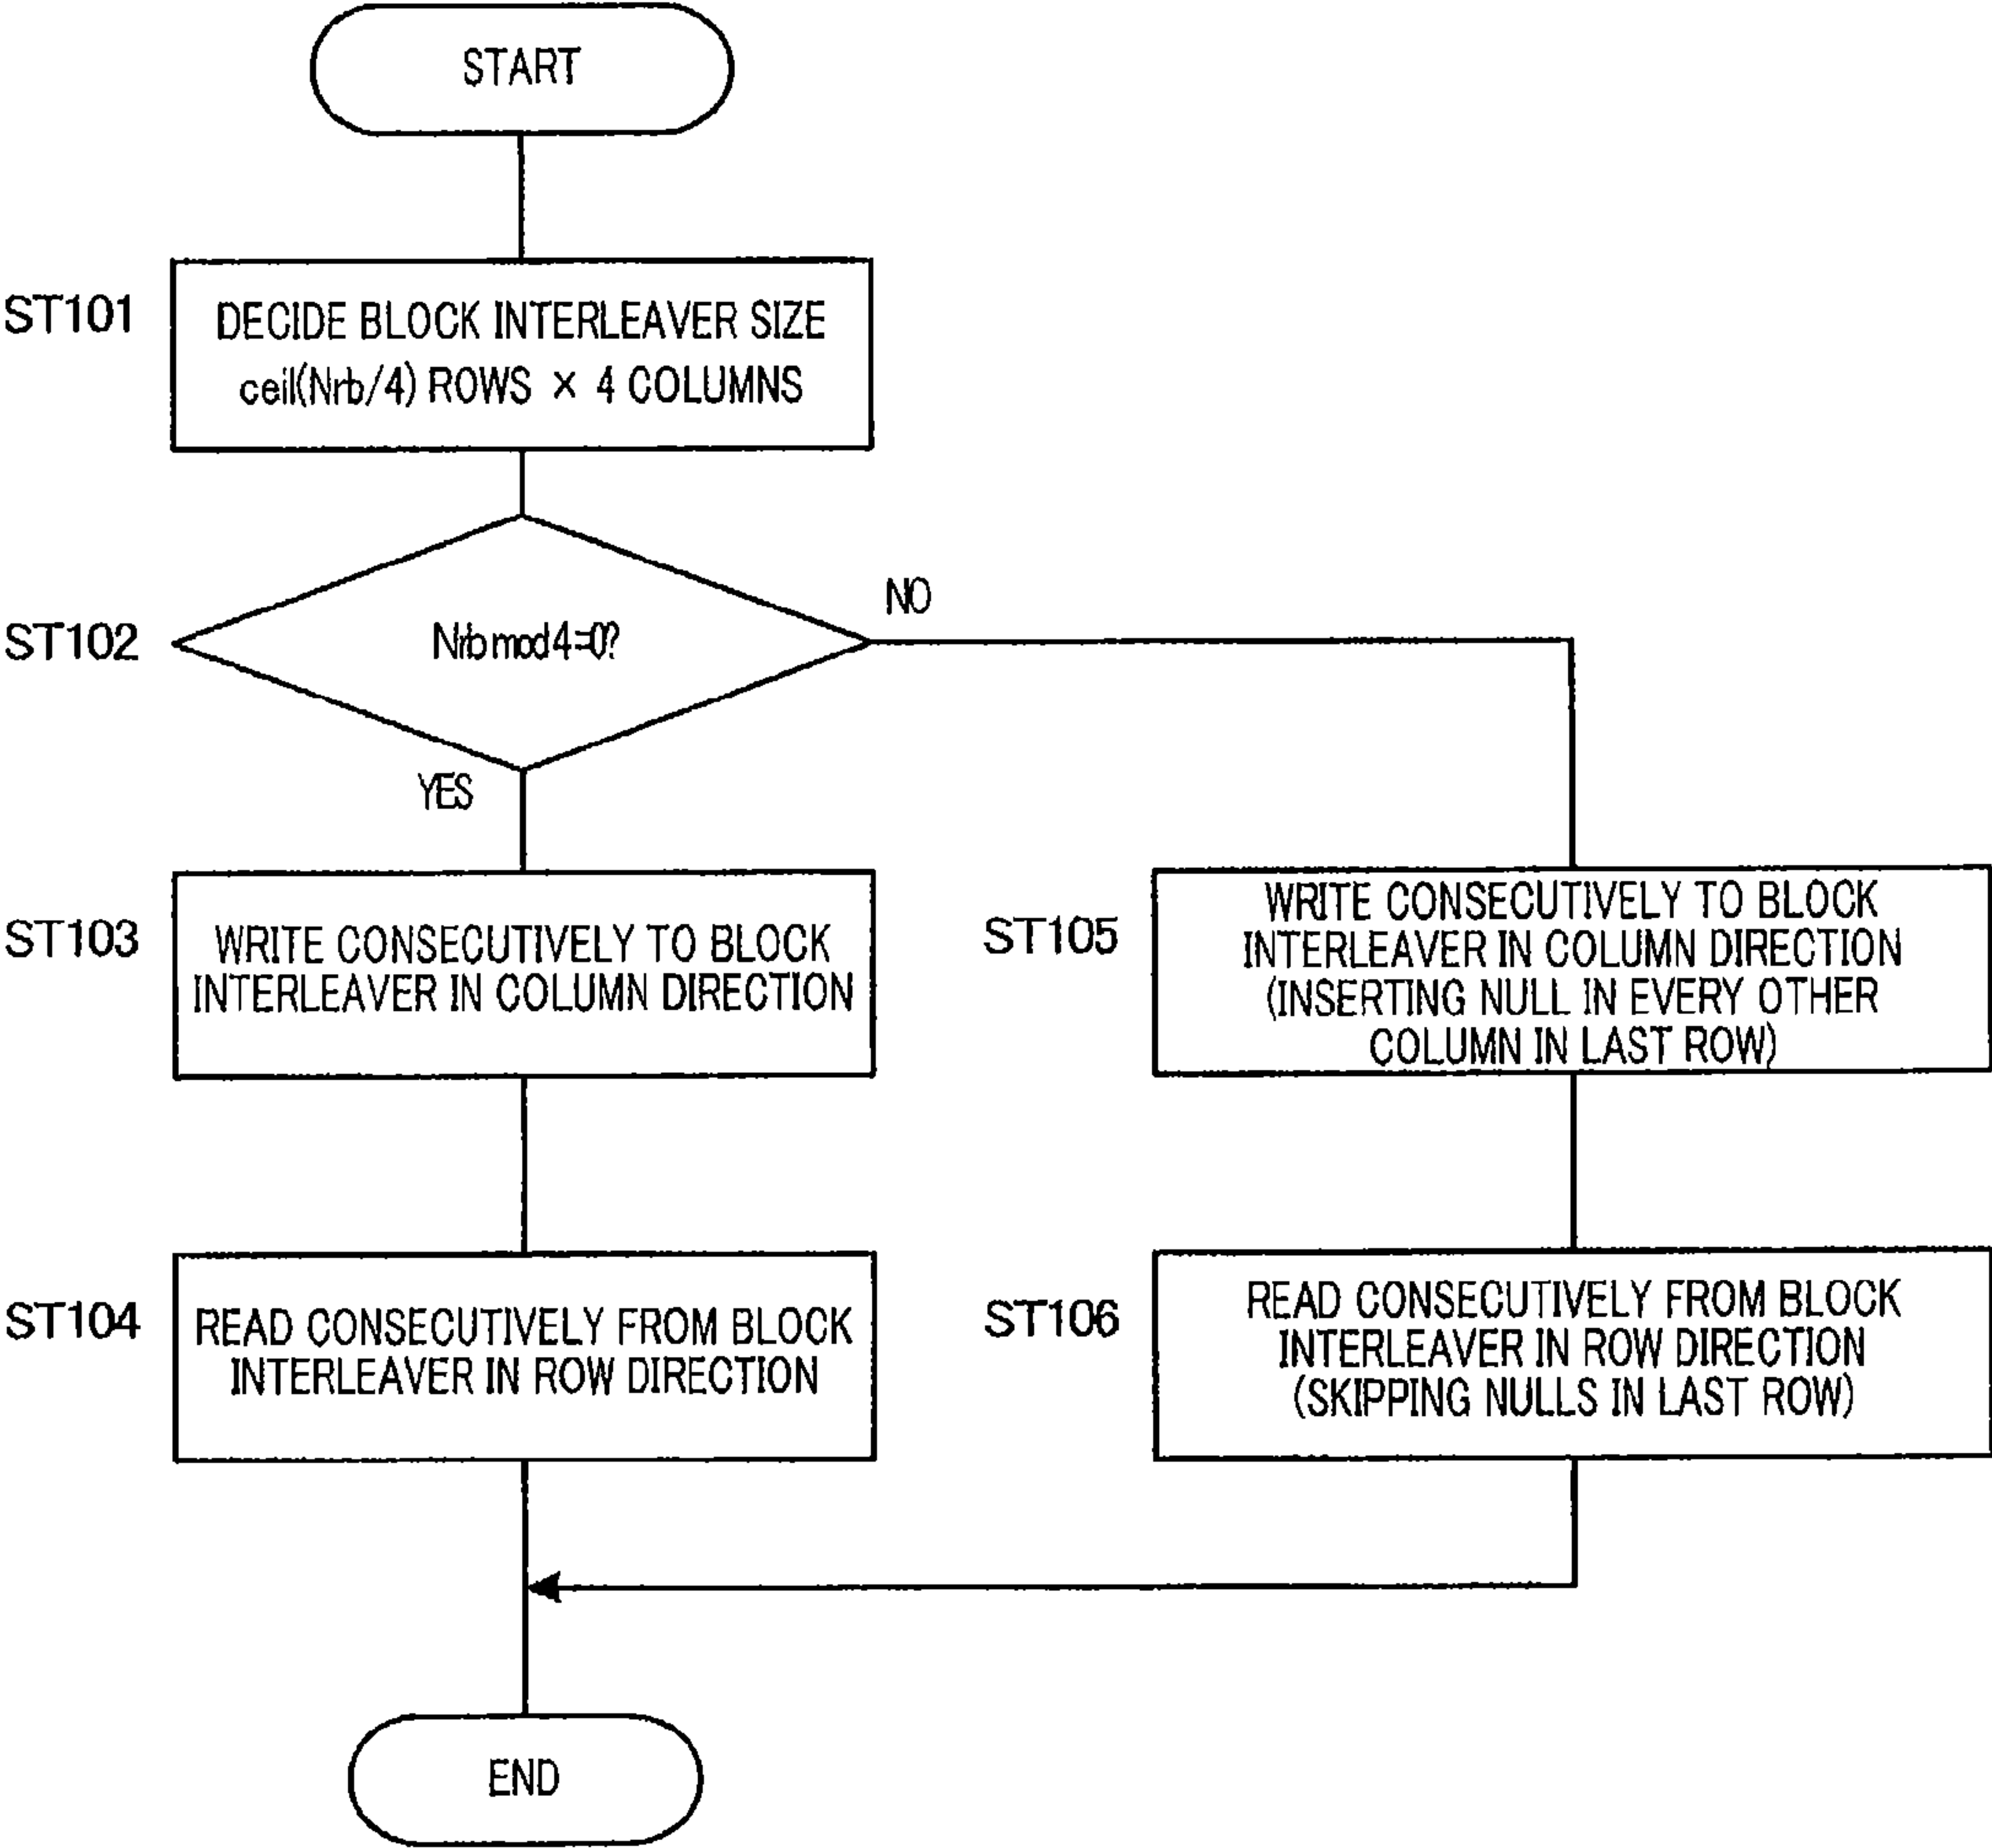 START
ST101
DECIDE BLOCK INTERLEAVER SIZE
ceil(Nrb/4) ROWS × 4 COLUMNS
ST102
Nrb mod 4=0?
NO
YES
ST103
WRITE CONSECUTIVELY TO BLOCK
INTERLEAVER IN COLUMN DIRECTION
ST105
WRITE CONSECUTIVELY TO BLOCK
INTERLEAVER IN COLUMN DIRECTION
(INSERTING NULL IN EVERY OTHER
COLUMN IN LAST ROW)
ST104
READ CONSECUTIVELY FROM BLOCK
INTERLEAVER IN ROW DIRECTION
ST106
READ CONSECUTIVELY FROM BLOCK
INTERLEAVER IN ROW DIRECTION
(SKIPPING NULLS IN LAST ROW)
END